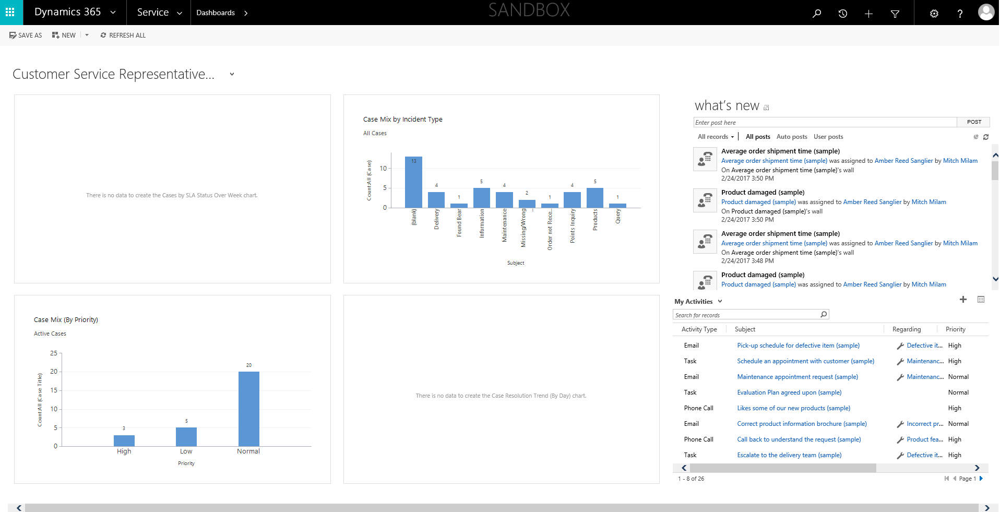 Dynamics 365
Service
Dashboards
SANDBOX
?
SAVE AS
NEW
REFRESH ALL
Customer Service Representative...
There is no data to create the Cases by SLA Status Over Week chart.
Case Mix by Incident Type
All Cases
Count:All (Case)
10
5
0
13
4
1
5
4
2
1
4
5
1
(blank)
Delivery
Found Bear
Information
Maintenance
Missing/Wrong ...
Order not Rece...
Points Inquiry
Products
Query
Subject
what's new
Enter post here
POST
All records
All posts
Auto posts
User posts
Average order shipment time (sample)
Average order shipment time (sample) was assigned to Amber Reed Sanglier by Mitch Milam
On Average order shipment time (sample)'s wall
2/24/2017 3:50 PM
Product damaged (sample)
Product damaged (sample) was assigned to Amber Reed Sanglier by Mitch Milam
On Product damaged (sample)'s wall
2/24/2017 3:50 PM
Average order shipment time (sample)
Average order shipment time (sample) was assigned to Amber Reed Sanglier by Mitch Milam
On Average order shipment time (sample)'s wall
2/24/2017 3:48 PM
Product damaged (sample)
Product damaged (sample) was assigned to Amber Reed Sanglier by Mitch Milam
Case Mix (By Priority)
Active Cases
Count:All (Case Title)
25
20
15
10
5
0
3
5
20
High
Low
Normal
Priority
There is no data to create the Case Resolution Trend (By Day) chart.
My Activities
Search for records
Activity Type Subject Regarding Priority
Email Pick-up schedule for defective item (sample) Defective it... High
Task Schedule an appointment with customer (sample) Maintenanc... High
Email Maintenance appointment request (sample) Maintenanc... Normal
Task Evaluation Plan agreed upon (sample) Normal
Phone Call Likes some of our new products (sample) High
Email Correct product information brochure (sample) Incorrect pr... Normal
Phone Call Call back to understand the request (sample) Product fea... High
Task Escalate to the delivery team (sample) Defective it... High
1 - 8 of 26
Page 1